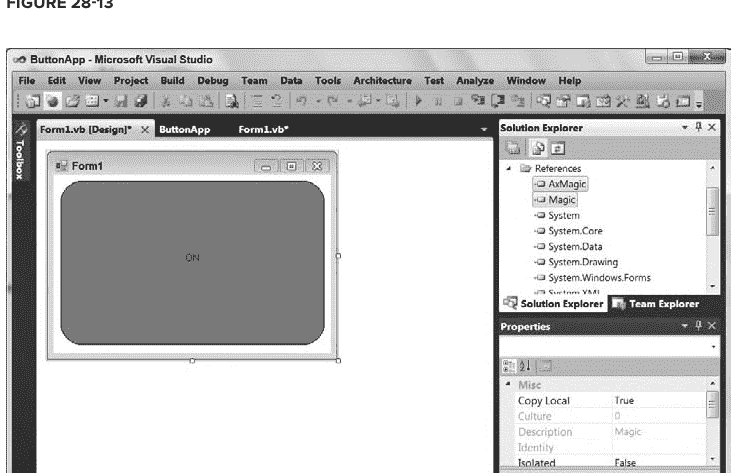 FIGURE 28-13
ButtonApp - Microsoft Visual Studio
File Edit View Project Build Debug Team Data Tools Architecture Test Analyze Window Help
Form1.vb [Design]* ButtonApp Form1.vb*
Toolbox
Form1
ON
Solution Explorer
References
AxMagic
Magic
System
System.Core
System.Data
System.Drawing
System.Windows.Forms
System.XML
Solution Explorer Team Explorer
Properties
Misc
Copy Local True
Culture 0
Description Magic
Identity
Isolated False